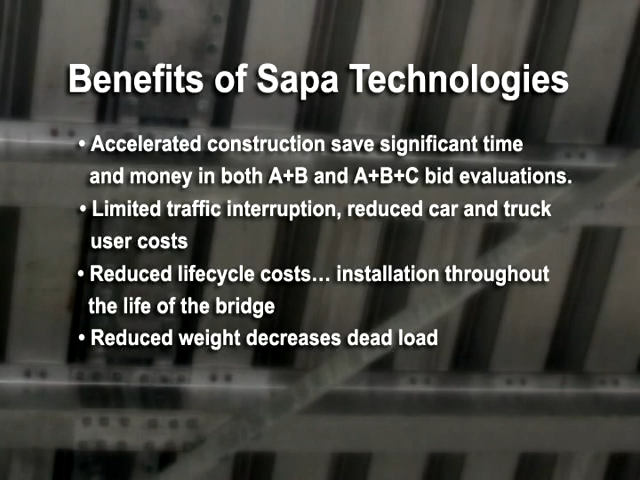 Benefits of Sapa Technologies
• Accelerated construction save significant time
and money in both A+B and A+B+C bid evaluations.
• Limited traffic interruption, reduced car and truck
user costs
• Reduced lifecycle costs… installation throughout
the life of the bridge
• Reduced weight decreases dead load